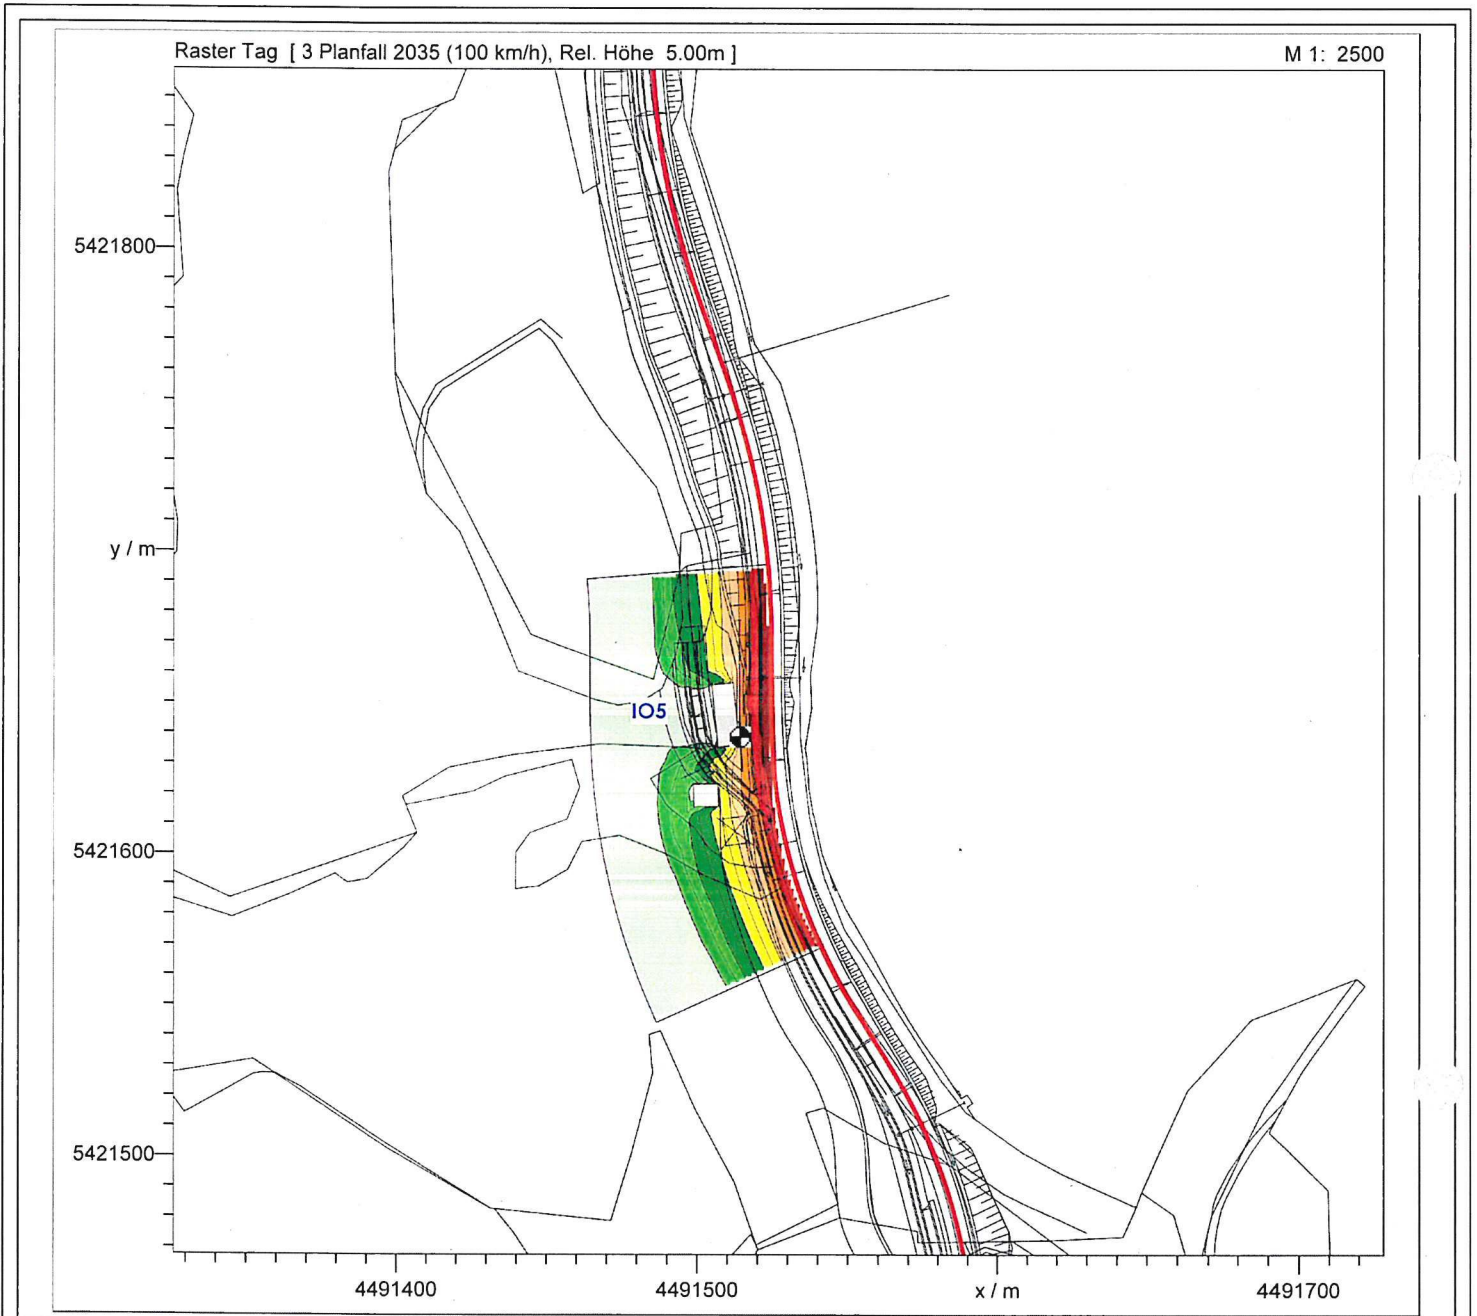 Raster Tag [ 3 Planfall 2035 (100 km/h), Rel. Höhe 5.00m ]
M 1: 2500
5421800
y / m
IO5
5421600
5421500
4491400
4491500
x / m
4491700